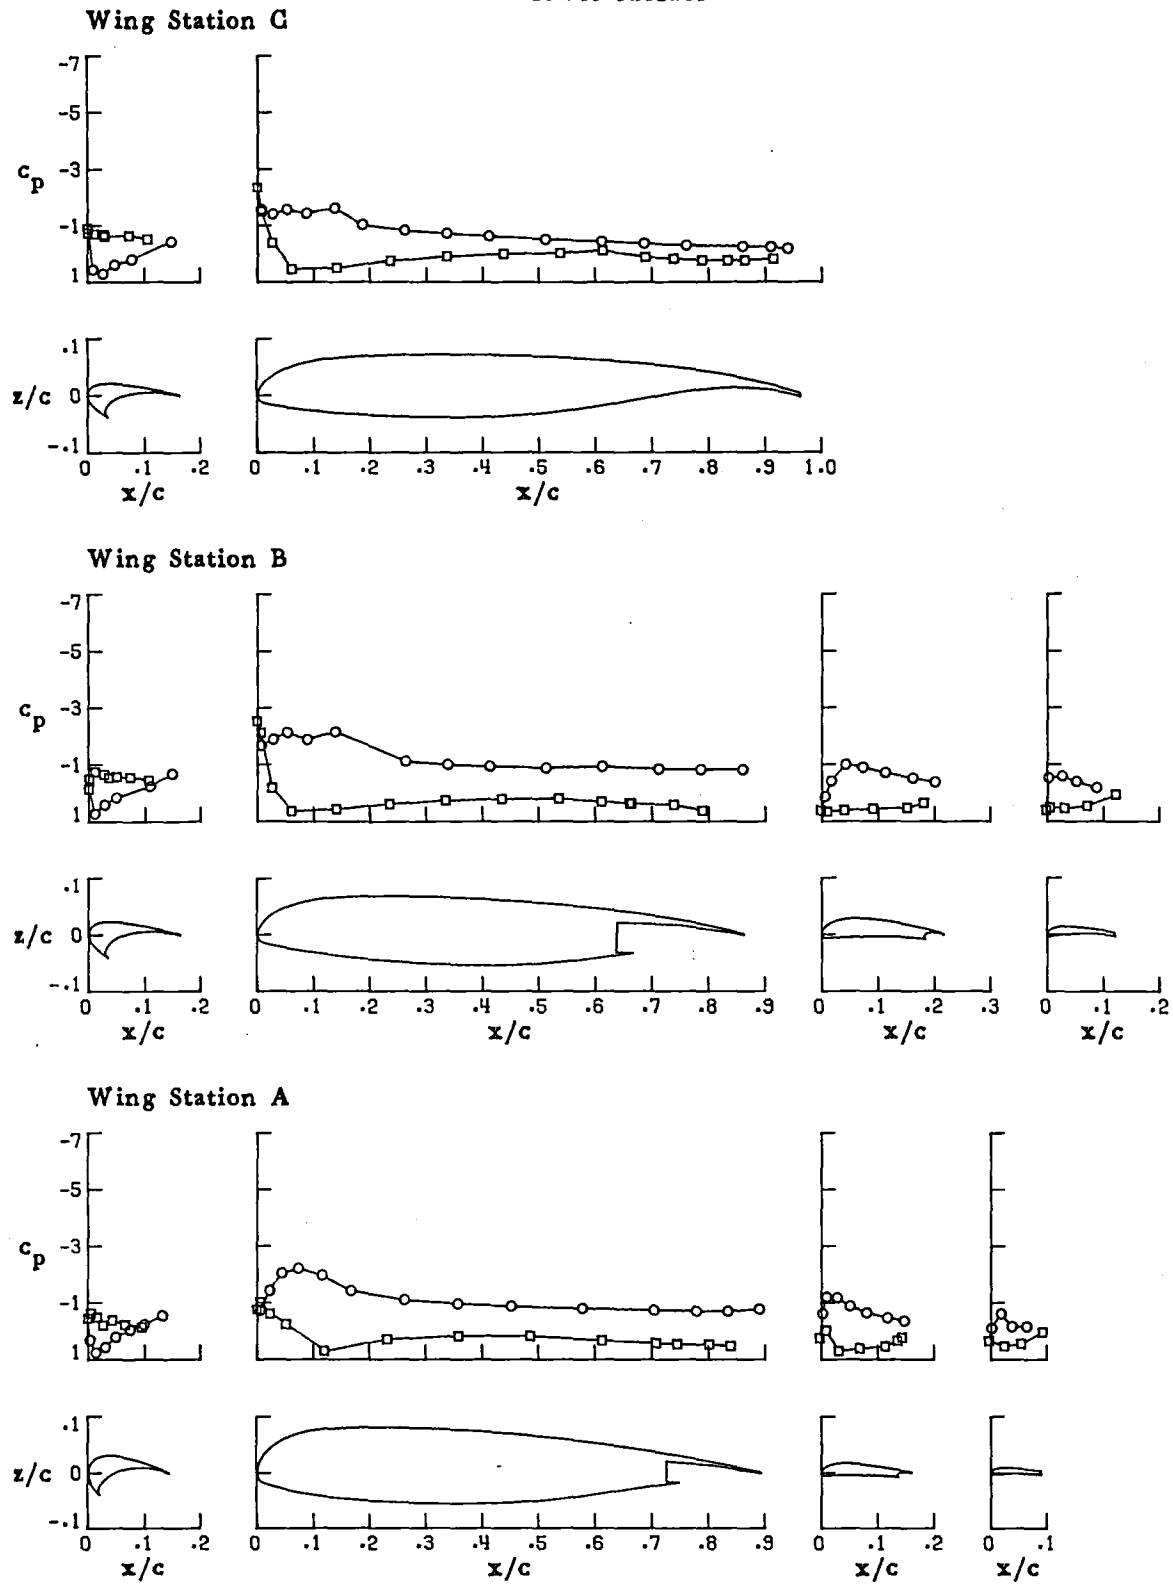 Wing Station C
-7
-5
-3
-1
1
c_p
.1
0
-.1
z/c
0 .1 .2
x/c
0 .1 .2 .3 .4 .5 .6 .7 .8 .9 1.0
x/c
Wing Station B
-7
-5
-3
-1
1
c_p
.1
0
-.1
z/c
0 .1 .2
x/c
0 .1 .2 .3 .4 .5 .6 .7 .8 .9
x/c
0 .1 .2 .3
x/c
0 .1 .2
x/c
Wing Station A
-7
-5
-3
-1
1
c_p
.1
0
-.1
z/c
0 .1 .2
x/c
0 .1 .2 .3 .4 .5 .6 .7 .8 .9
x/c
0 .1 .2
x/c
0 .1
x/c